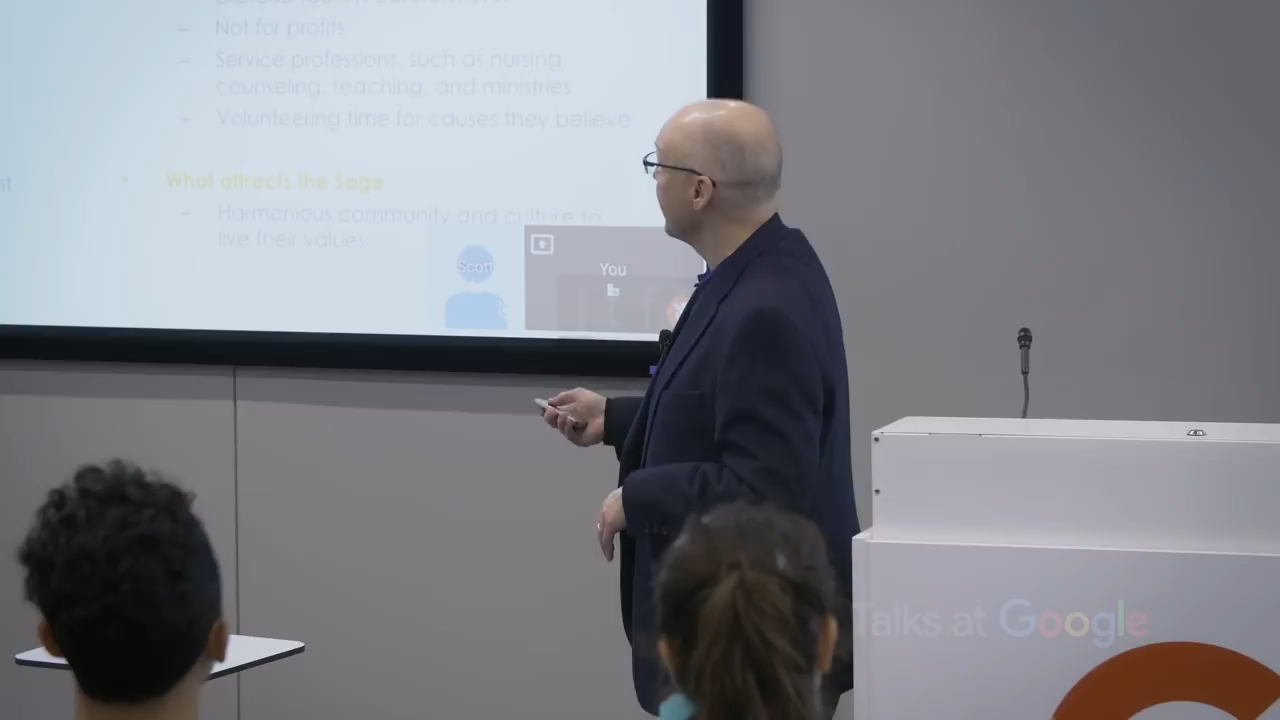 – Not for profits
– Service professions, such as nursing,
counseling, teaching, and ministries
– Volunteering time for causes they believe
nt
• What attracts the Sage
– Harmonious community and culture to
live their values
Scott
You
Talks at Google